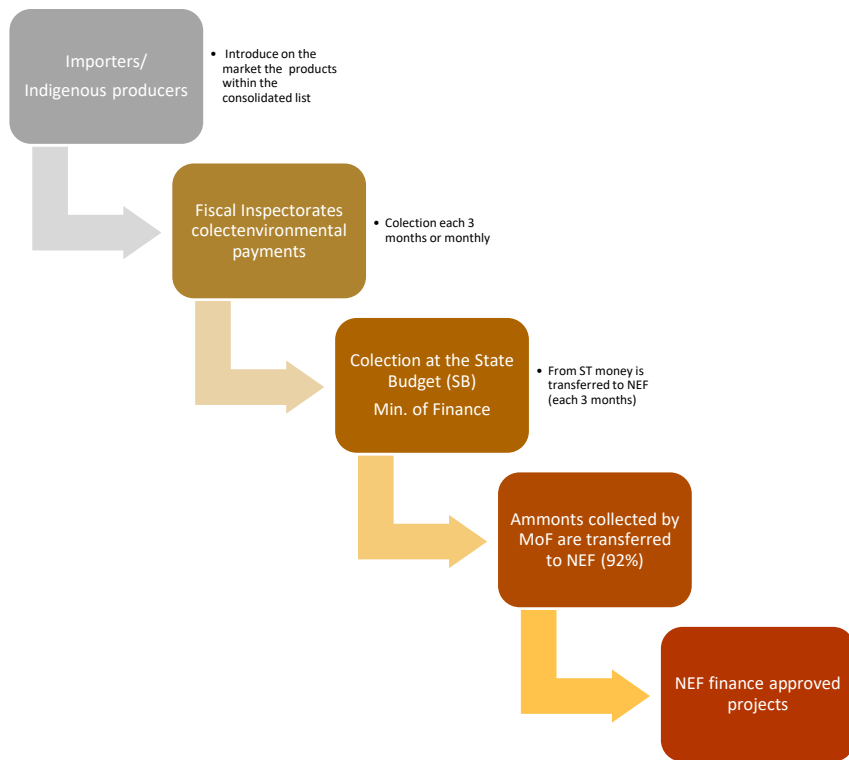 Importers/
Indigenous producers
• Introduce on the
market the products
within the
consolidated list
Fiscal Inspectorates
colectenvironmental
payments
• Colection each 3
months or monthly
Colection at the State
Budget (SB)
Min. of Finance
• From ST money is
transferred to NEF
(each 3 months)
Ammonts collected by
MoF are transferred
to NEF (92%)
NEF finance approved
projects